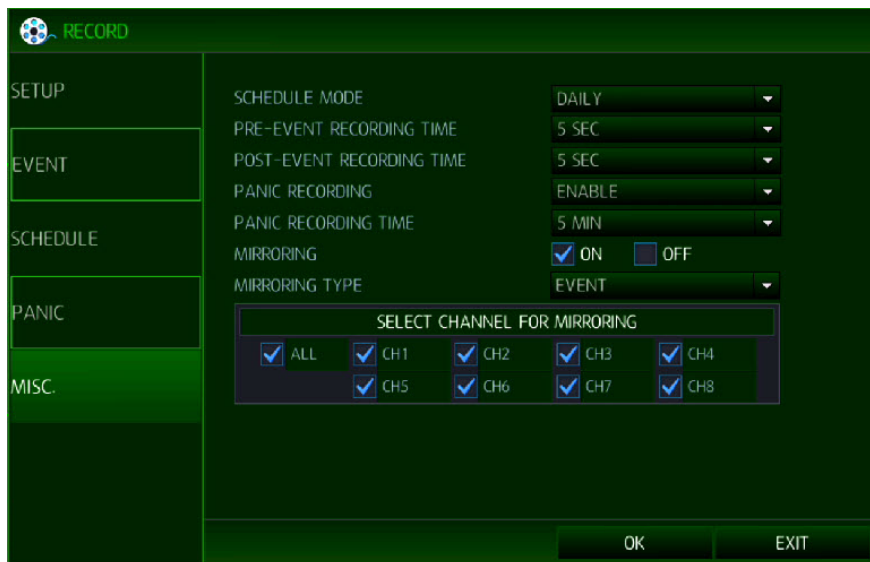 RECORD
SETUP
EVENT
SCHEDULE
PANIC
MISC.
SCHEDULE MODE DAILY
PRE-EVENT RECORDING TIME 5 SEC
POST-EVENT RECORDING TIME 5 SEC
PANIC RECORDING ENABLE
PANIC RECORDING TIME 5 MIN
MIRRORING ON OFF
MIRRORING TYPE EVENT
SELECT CHANNEL FOR MIRRORING
ALL CH1 CH2 CH3 CH4
CH5 CH6 CH7 CH8
OK EXIT